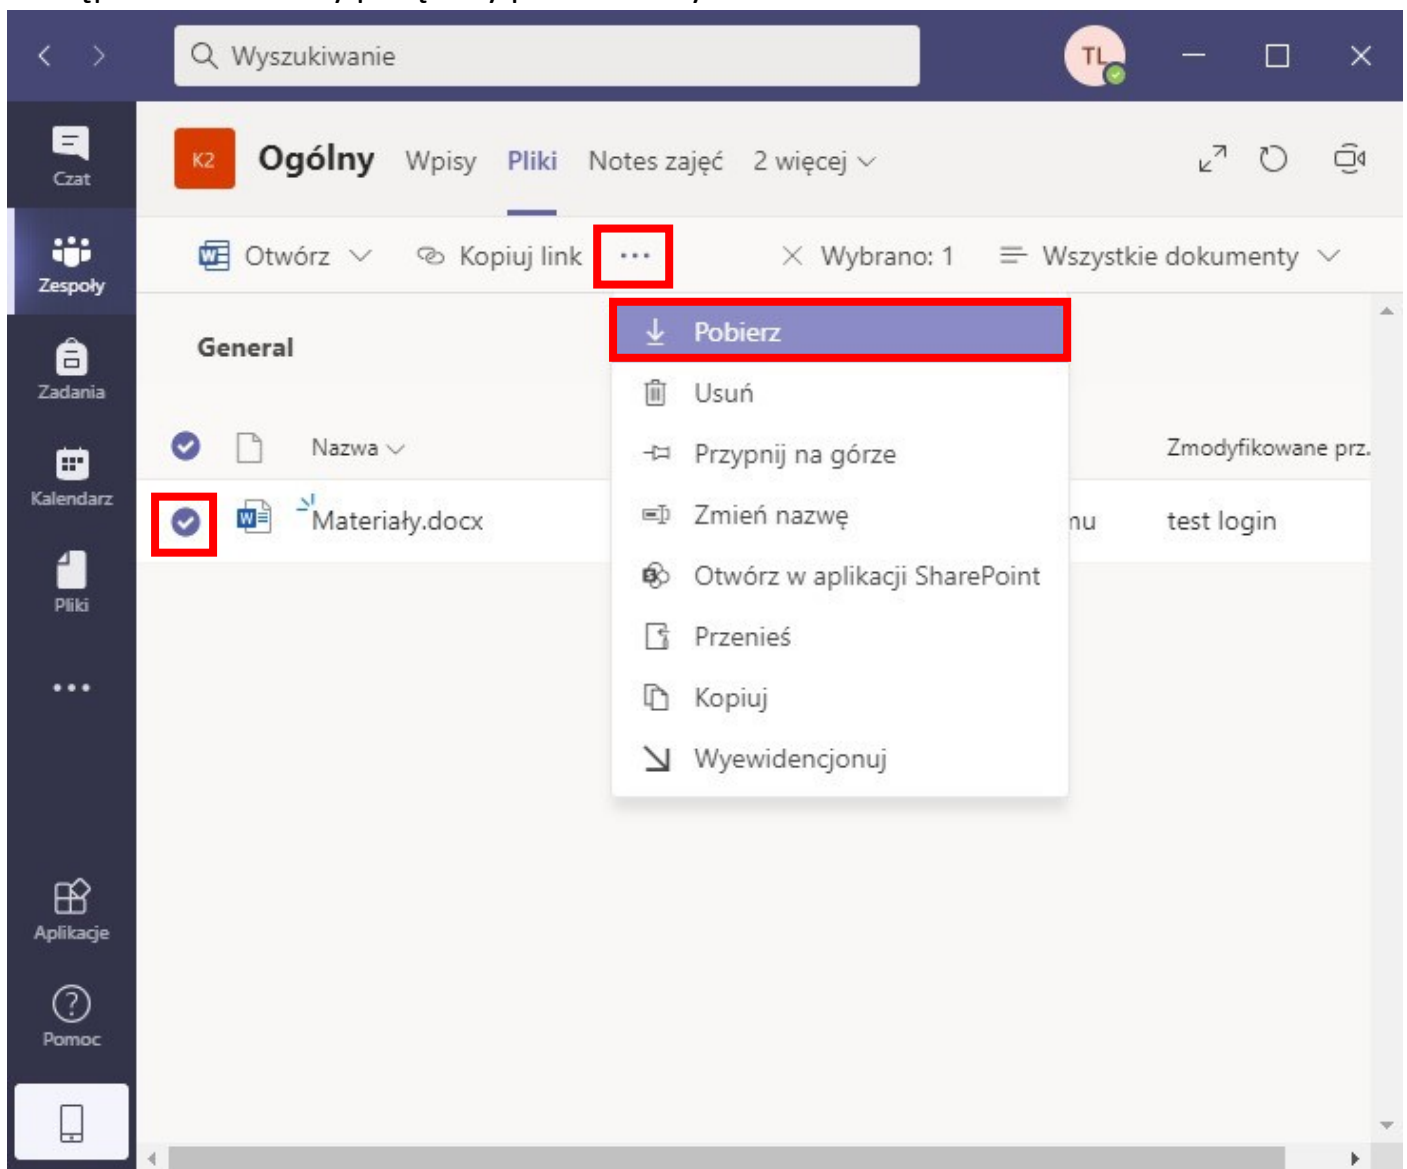 Wyszukiwanie
TL
Czat
K2 Ogólny Wpisy Pliki Notes zajęć 2 więcej
Zespoły
Otwórz Kopiuj link ... Wybrano: 1 Wszystkie dokumenty
General
Pobierz
Usuń
Przypnij na górze
Zmień nazwę
Otwórz w aplikacji SharePoint
Przenieś
Kopiuj
Wyewidencjonuj
Nazwa Zmodyfikowane prz.
Materiały.docx mu test login
Zadania
Kalendarz
Pliki
Aplikacje
Pomoc